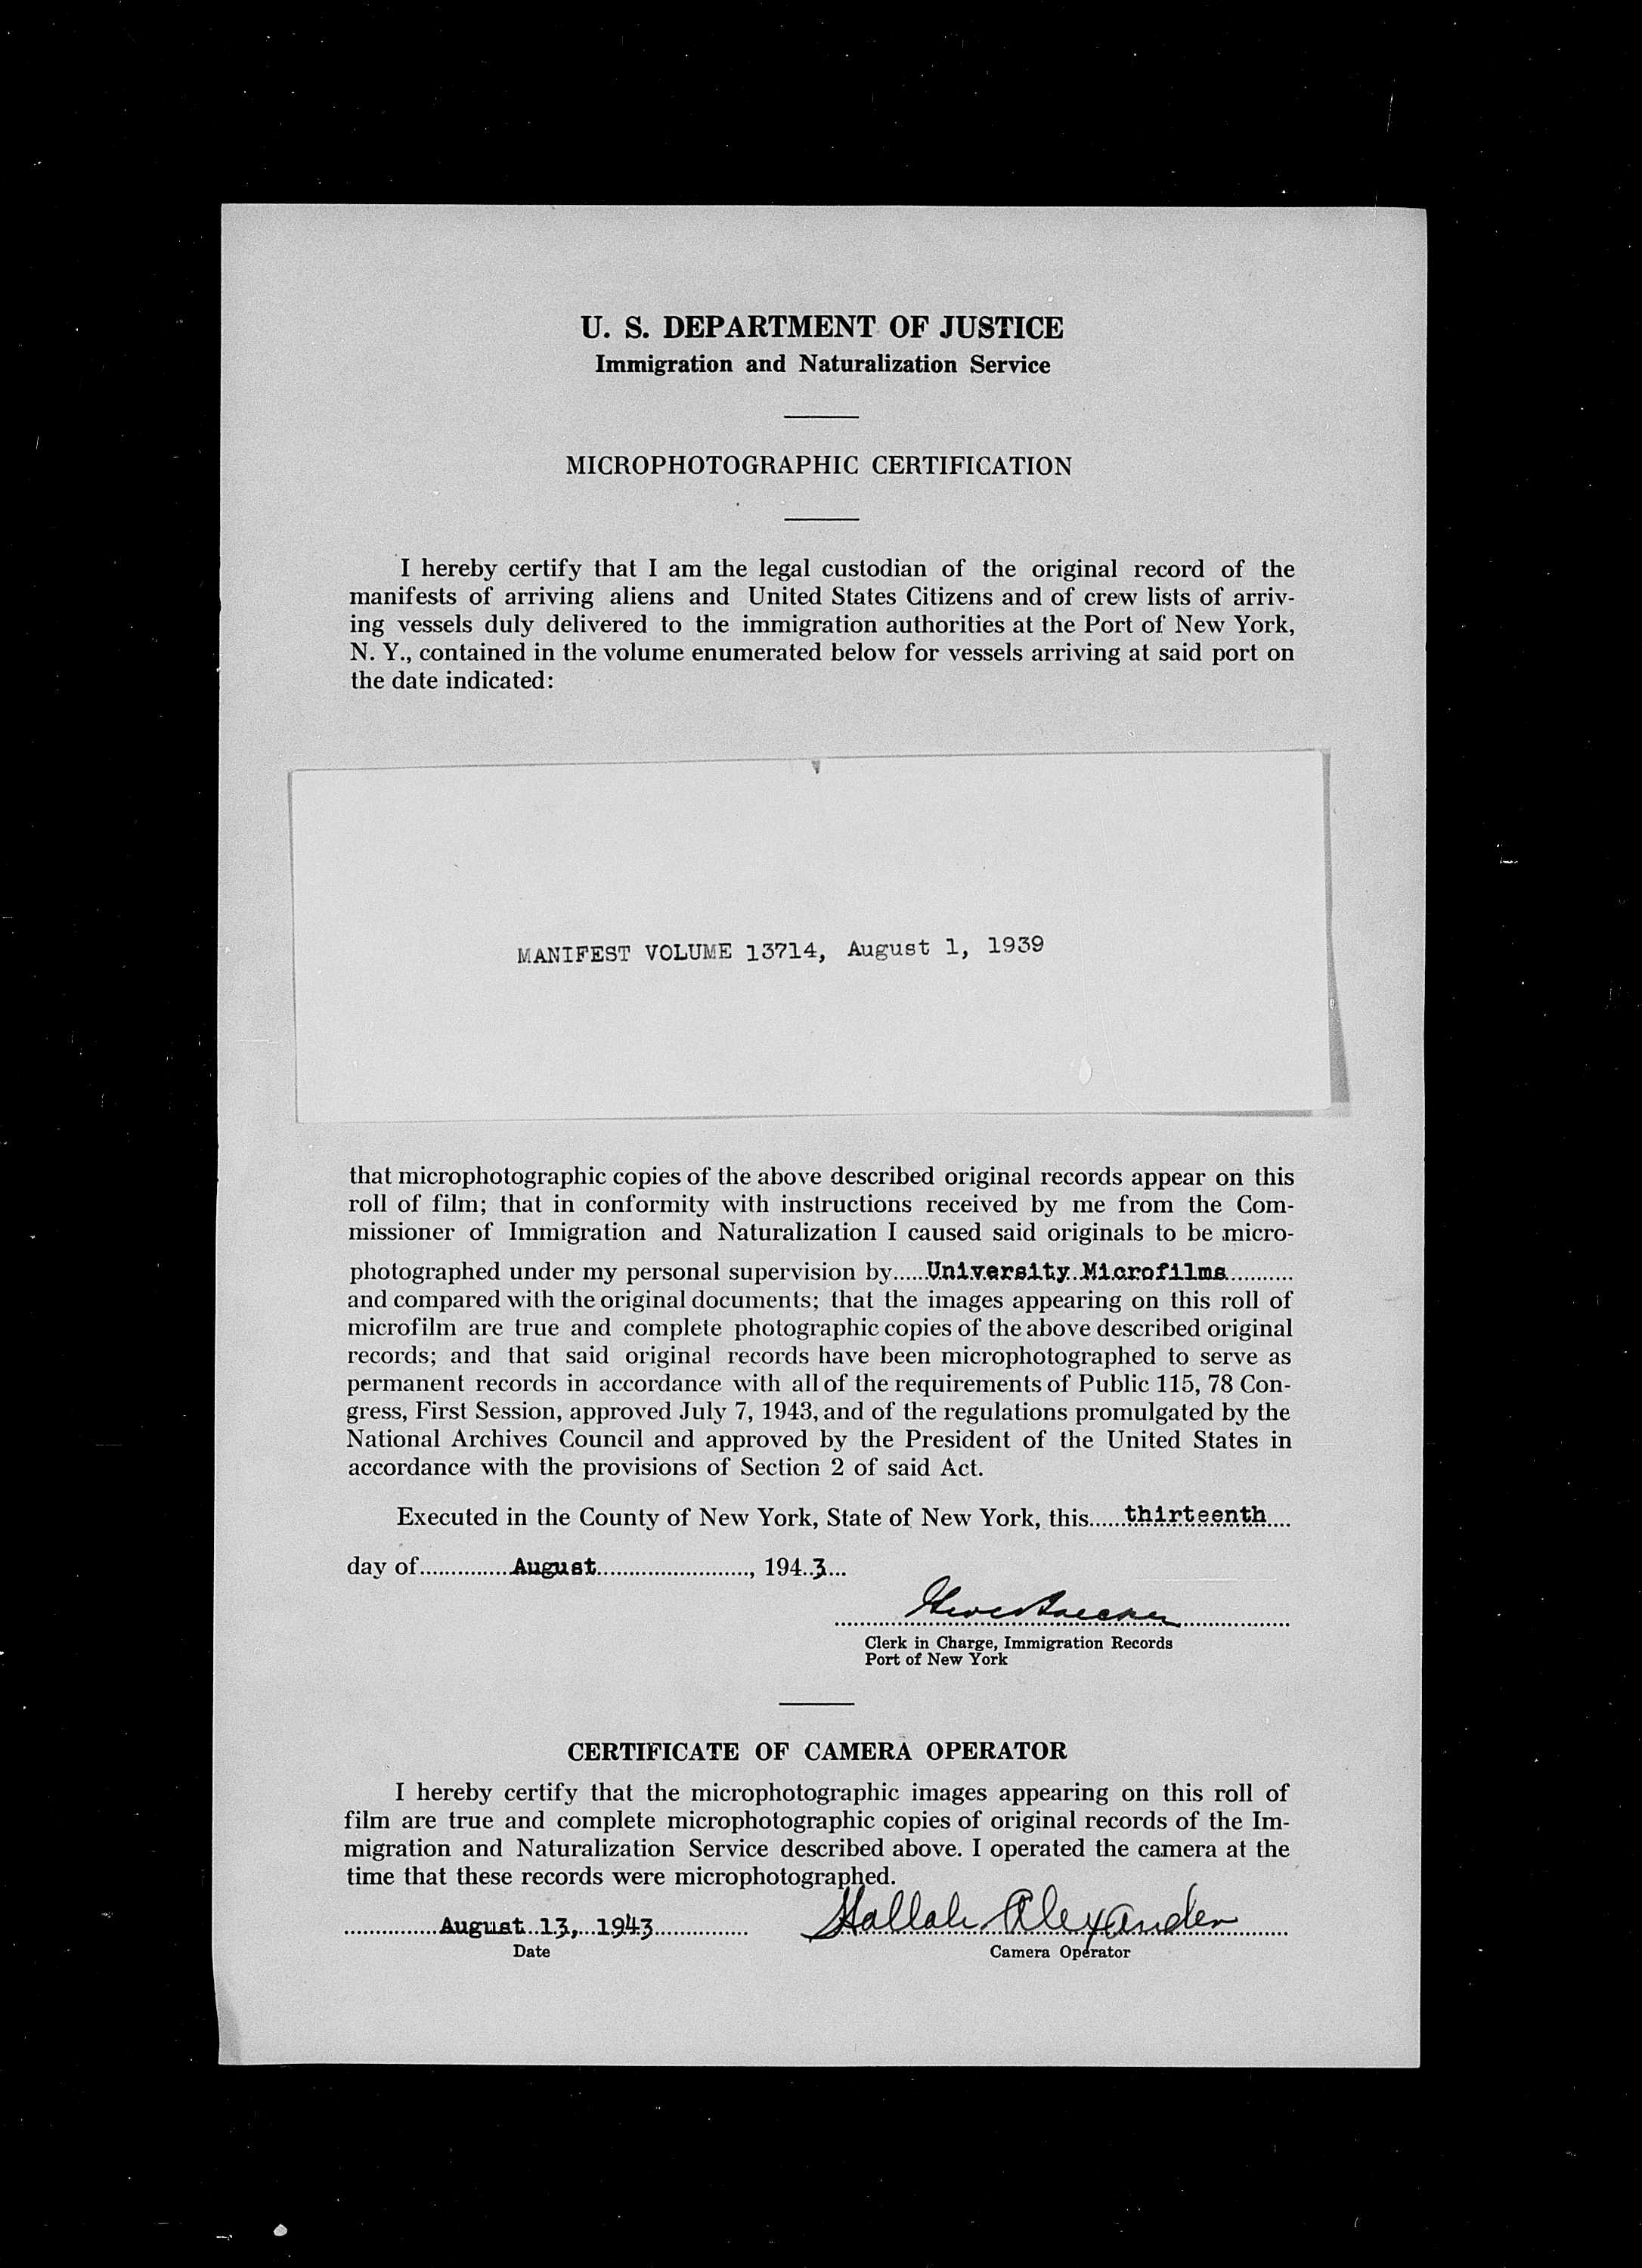 U. S. DEPARTMENT OF JUSTICE
Immigration and Naturalization Service
MICROPHOTOGRAPHIC CERTIFICATION
I hereby certify that I am the legal custodian of the original record of the
manifests of arriving aliens and United States Citizens and of crew lists of arriv-
ing vessels duly delivered to the immigration authorities at the Port of New York,
N. Y., contained in the volume enumerated below for vessels arriving at said port on
the date indicated:
MANIFEST VOLUME 13714, August 1, 1939
that microphotographic copies of the above described original records appear on this
roll of film; that in conformity with instructions received by me from the Com-
missioner of Immigration and Naturalization I caused said originals to be micro-
photographed under my personal supervision by.....University Microfilms...........
and compared with the original documents; that the images appearing on this roll of
microfilm are true and complete photographic copies of the above described original
records; and that said original records have been microphotographed to serve as
permanent records in accordance with all of the requirements of Public 115, 78 Con-
gress, First Session, approved July 7, 1943, and of the regulations promulgated by the
National Archives Council and approved by the President of the United States in
accordance with the provisions of Section 2 of said Act.
Executed in the County of New York, State of New York, this......thirteenth....
day of..............August........................., 194..3...
Clerk in Charge, Immigration Records
Port of New York
CERTIFICATE OF CAMERA OPERATOR
I hereby certify that the microphotographic images appearing on this roll of
film are true and complete microphotographic copies of original records of the Im-
migration and Naturalization Service described above. I operated the camera at the
time that these records were microphotographed.
...............August 13, 1943............... Alexander
Date Camera Operator